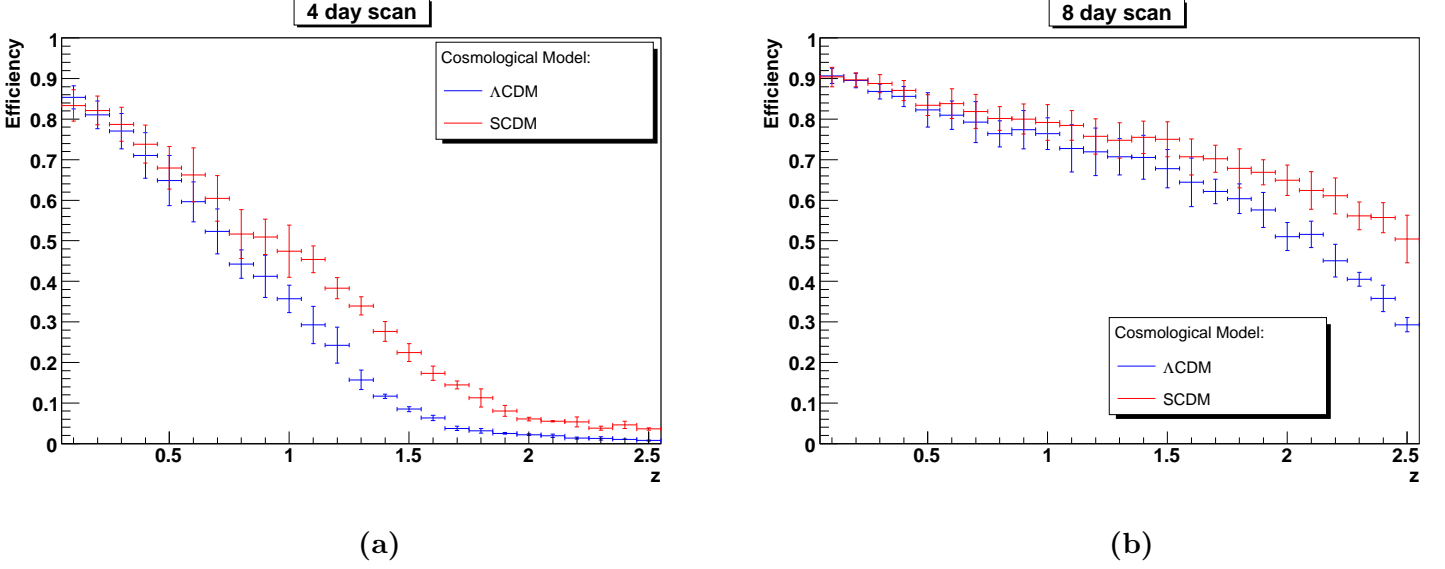 4 day scan
Efficiency
1
0.9
0.8
0.7
0.6
0.5
0.4
0.3
0.2
0.1
0
Cosmological Model:
ΛCDM
SCDM
0.5 1 1.5 2 2.5
z
(a)
8 day scan
Efficiency
1
0.9
0.8
0.7
0.6
0.5
0.4
0.3
0.2
0.1
0
Cosmological Model:
ΛCDM
SCDM
0.5 1 1.5 2 2.5
z
(b)